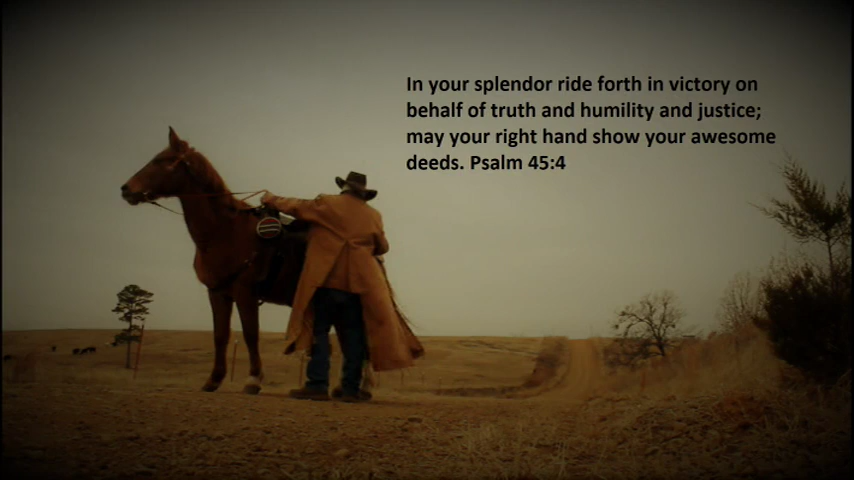 In your splendor ride forth in victory on
behalf of truth and humility and justice;
may your right hand show your awesome
deeds. Psalm 45:4